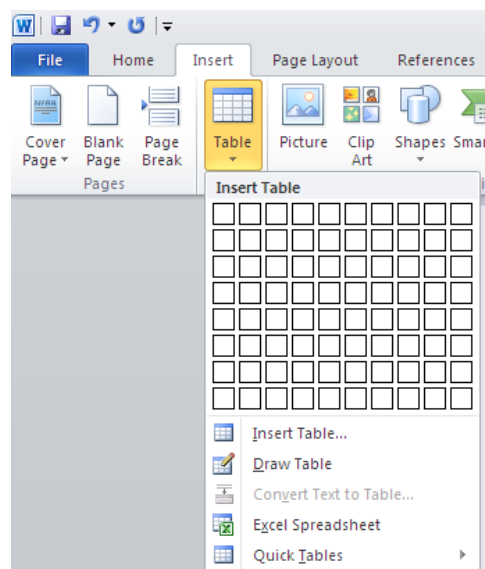 W
File Home Insert Page Layout References
Cover Page Blank Page Page Break Table Picture Clip Art Shapes
Pages
Insert Table
Insert Table...
Draw Table
Convert Text to Table...
Excel Spreadsheet
Quick Tables